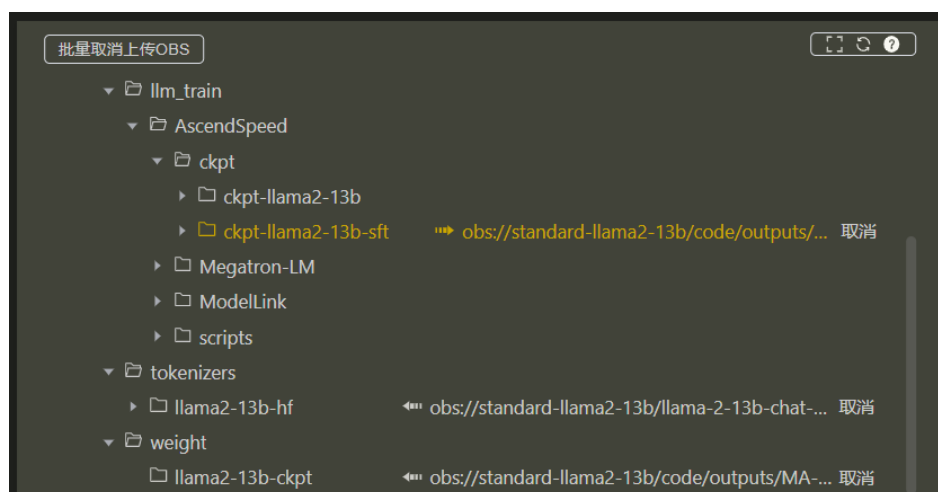 批量取消上传OBS
llm_train
AscendSpeed
ckpt
ckpt-llama2-13b
ckpt-llama2-13b-sft obs://standard-llama2-13b/code/outputs/... 取消
Megatron-LM
ModelLink
scripts
tokenizers
llama2-13b-hf obs://standard-llama2-13b/llama-2-13b-chat-... 取消
weight
llama2-13b-ckpt obs://standard-llama2-13b/code/outputs/MA-... 取消